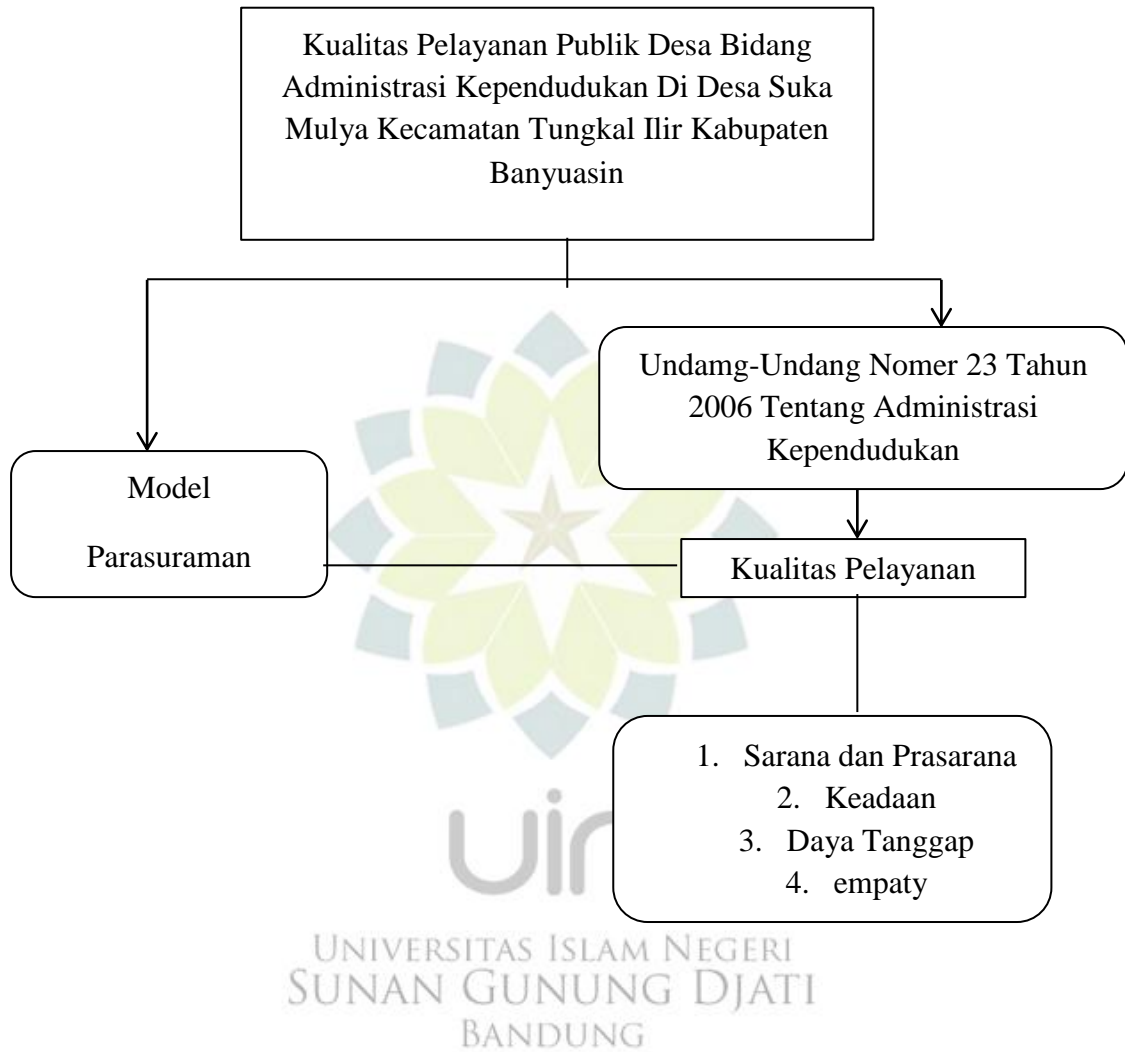 Kualitas Pelayanan Publik Desa Bidang
Administrasi Kependudukan Di Desa Suka
Mulya Kecamatan Tungkal Ilir Kabupaten
Banyuasin
Undamg-Undang Nomer 23 Tahun
2006 Tentang Administrasi
Kependudukan
Model
Parasuraman
Kualitas Pelayanan
1. Sarana dan Prasarana
2. Keadaan
3. Daya Tanggap
4. empaty
UNIVERSITAS ISLAM NEGERI
SUNAN GUNUNG DJATI
BANDUNG